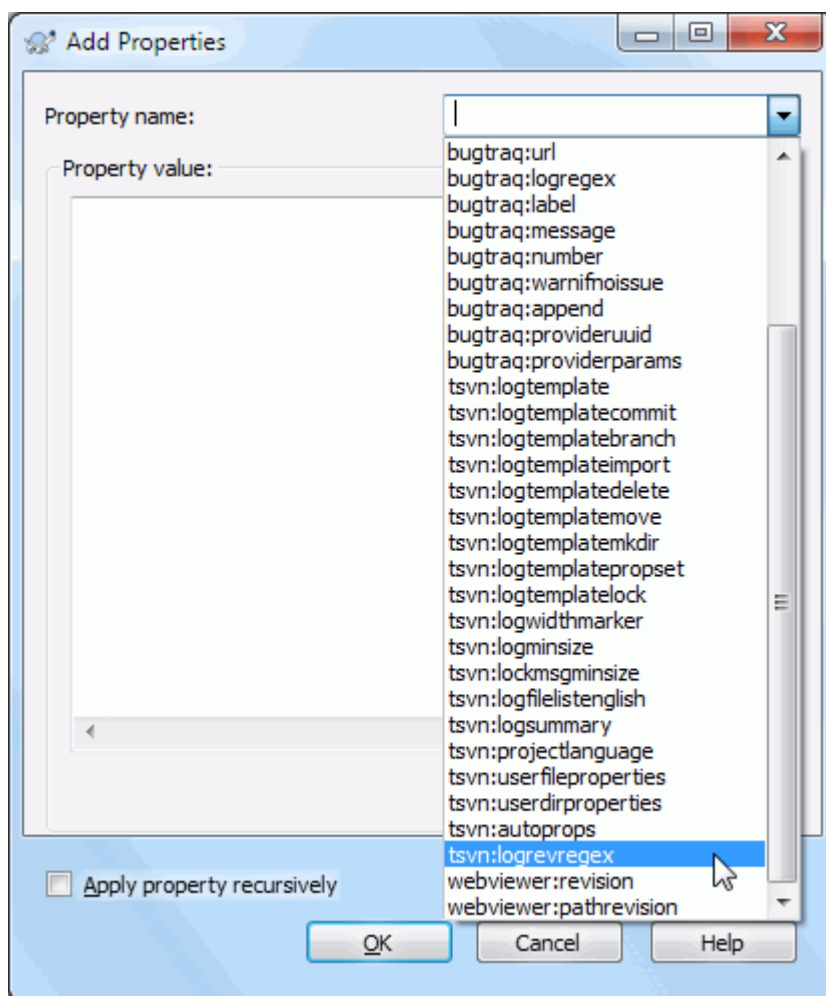 Add Properties
Property name:
Property value:
bugtraq:url
bugtraq:logregex
bugtraq:label
bugtraq:message
bugtraq:number
bugtraq:warnifnoissue
bugtraq:append
bugtraq:provideruuid
bugtraq:providerparams
tsvn:logtemplate
tsvn:logtemplatecommit
tsvn:logtemplatebranch
tsvn:logtemplateimport
tsvn:logtemplatedelete
tsvn:logtemplatemove
tsvn:logtemplatemkdir
tsvn:logtemplatepropset
tsvn:logtemplatelock
tsvn:logwidthmarker
tsvn:logminsize
tsvn:lockmsgminsize
tsvn:logfilelistenglish
tsvn:logsummary
tsvn:projectlanguage
tsvn:userfileproperties
tsvn:userdirproperties
tsvn:autoprops
tsvn:logrevregex
webviewer:revision
webviewer:pathrevision
Apply property recursively
OK Cancel Help